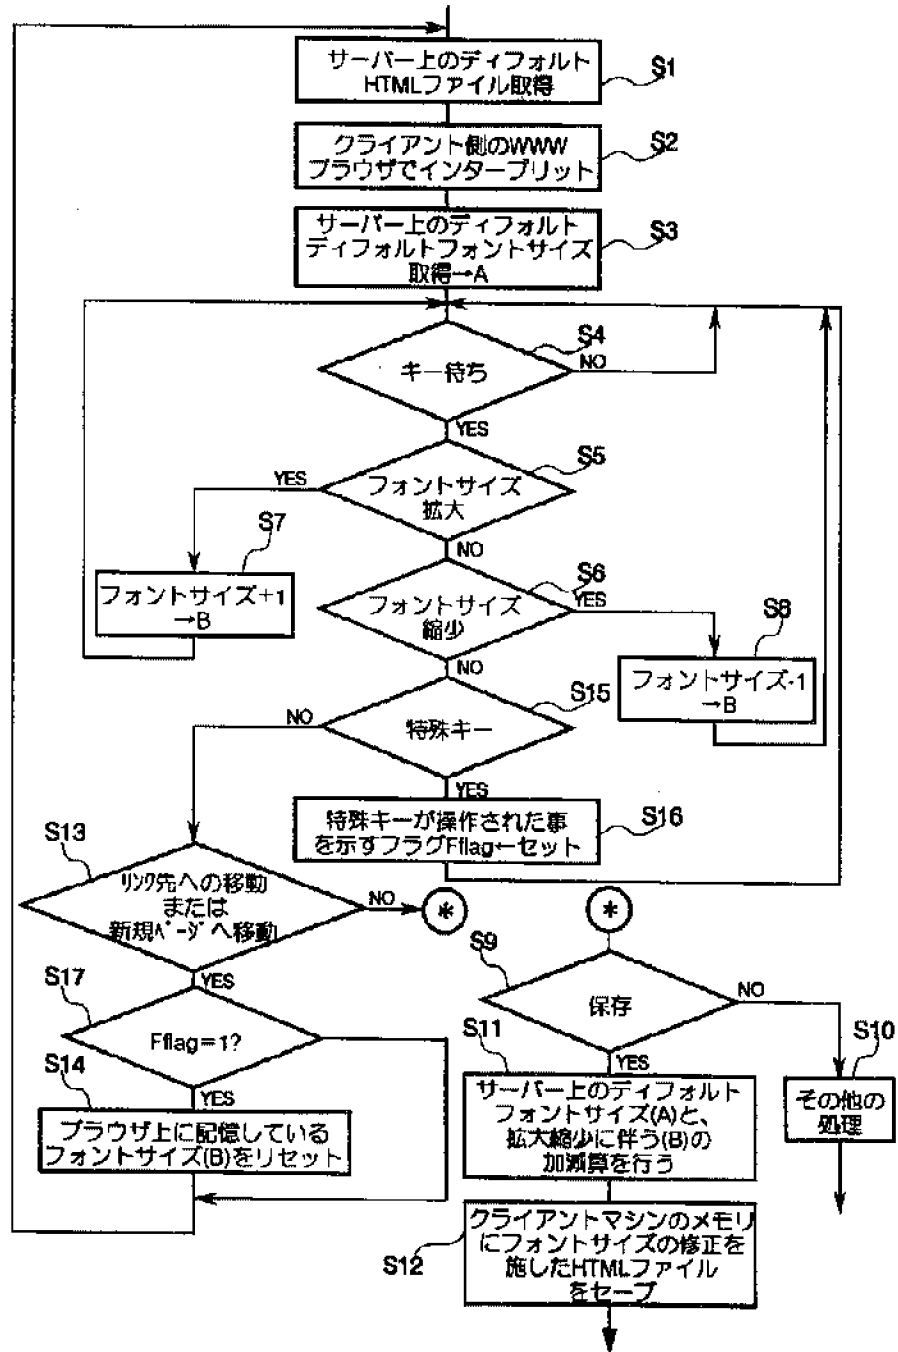 サーバー上のディフォルト
HTMLファイル取得
S1
クライアント側のWWW
ブラウザでインタープリット
S2
サーバー上のディフォルト
ディフォルトフォントサイズ
取得→A
S3
S4
キー待ち
NO
YES
S5
フォントサイズ
拡大
YES
NO
S7
フォントサイズ+1
→B
S6
フォントサイズ
縮少
YES
NO
S8
フォントサイズ-1
→B
S15
特殊キー
NO
YES
特殊キーが操作された事
を示すフラグFflag←セット
S16
S13
リンク先への移動
または
新規ページへ移動
NO
*
YES
S17
Fflag=1?
YES
S14
ブラウザ上に記憶している
フォントサイズ(B)をリセット
*
S9
保存
NO
YES
S10
その他の
処理
S11
サーバー上のディフォルト
フォントサイズ(A)と、
拡大縮少に伴う(B)の
加減算を行う
S12
クライアントマシンのメモリ
にフォントサイズの修正を
施したHTMLファイル
をセーブ